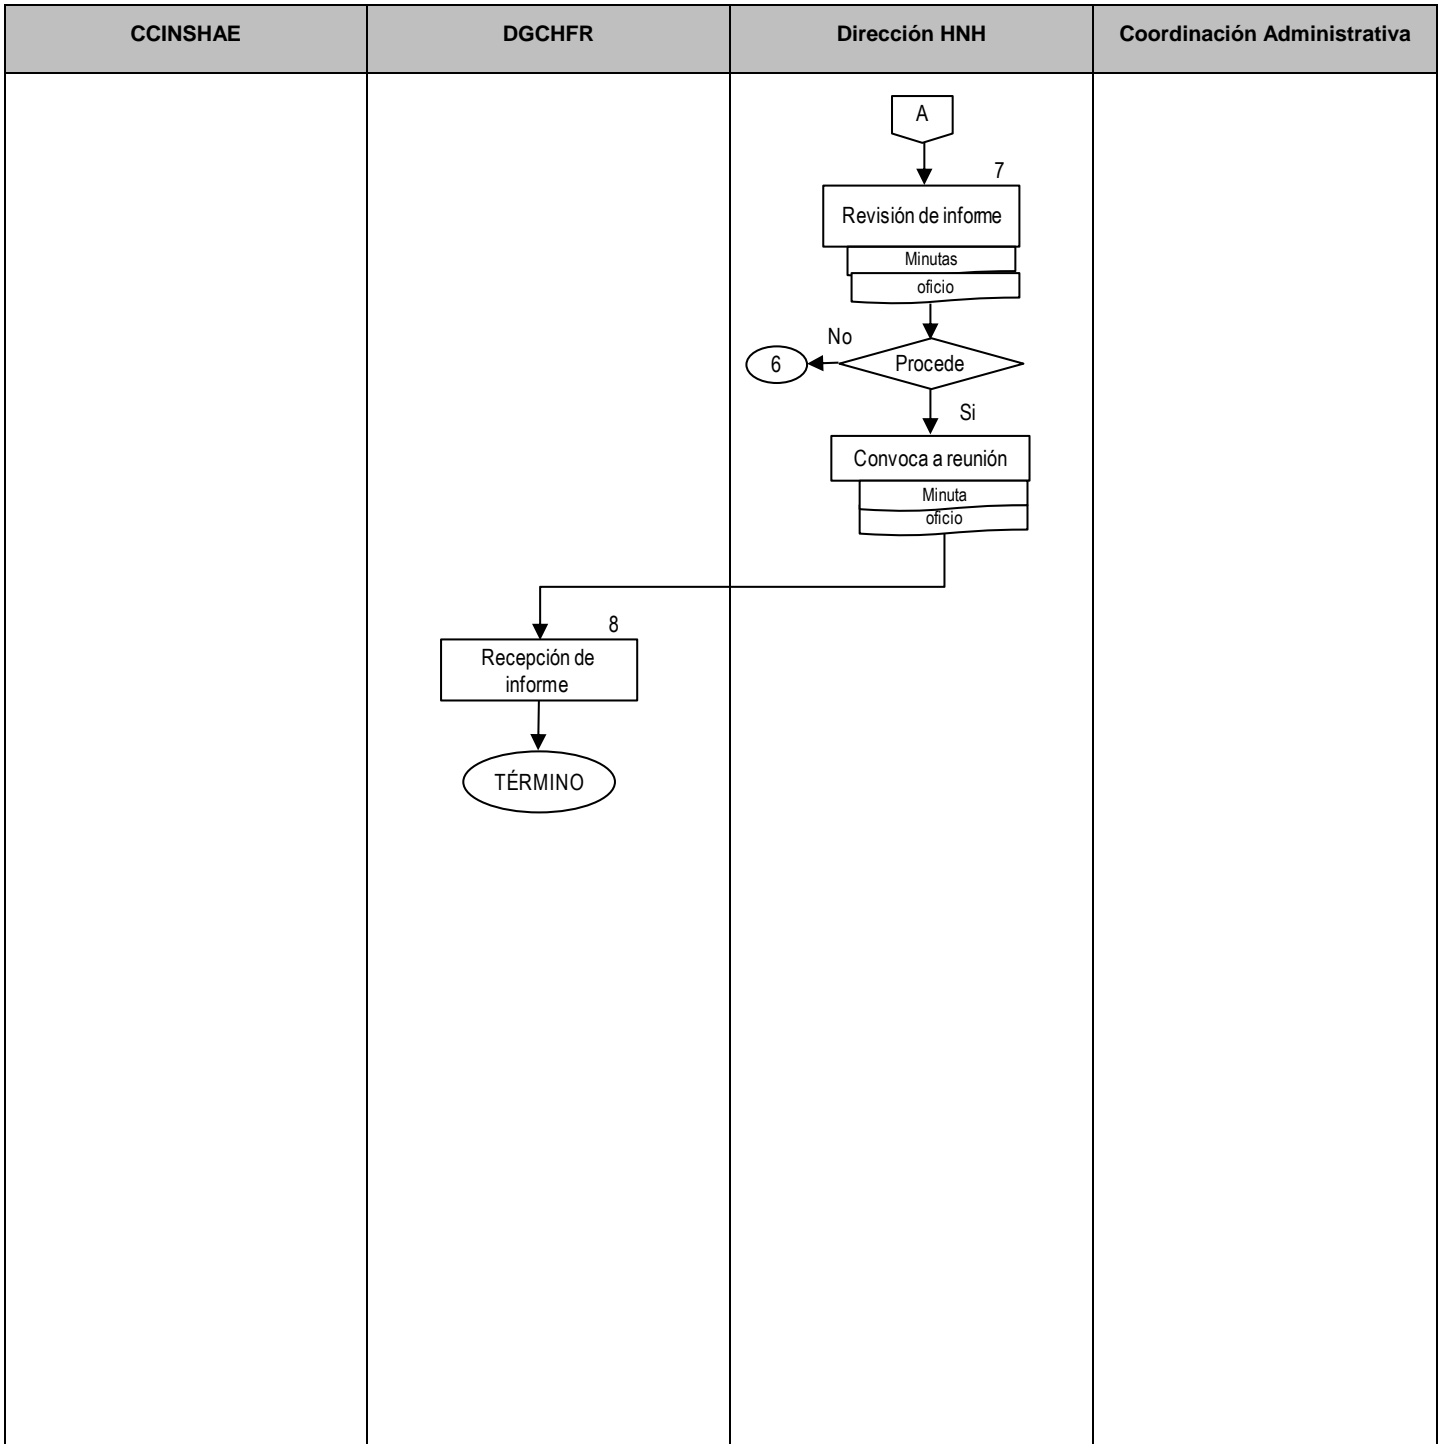 CCINSHAE
DGCHFR
Dirección HNH
Coordinación Administrativa
A
7
Revisión de informe
Minutas
oficio
No
6
Procede
Si
Convoca a reunión
Minuta
oficio
8
Recepción de
informe
TÉRMINO